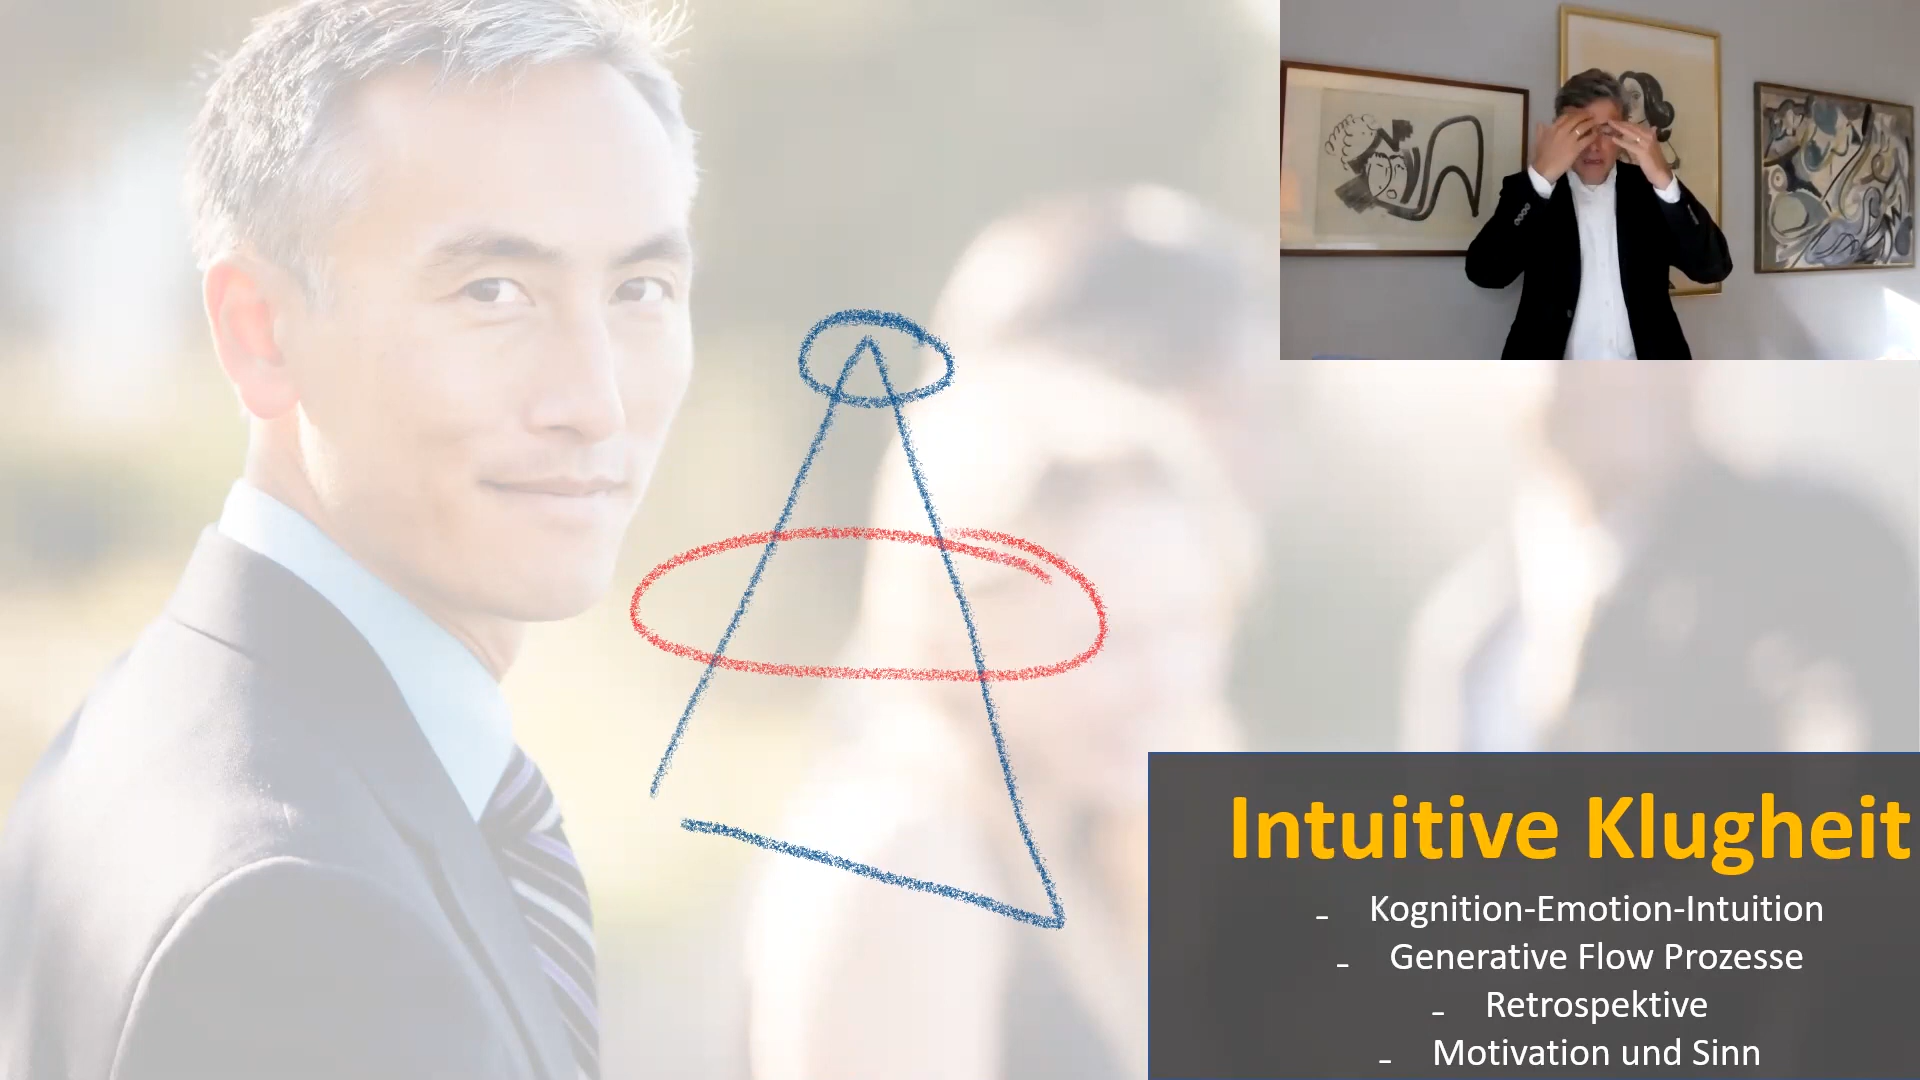 Intuitive Klugheit
- Kognition-Emotion-Intuition
- Generative Flow Prozesse
- Retrospektive
- Motivation und Sinn